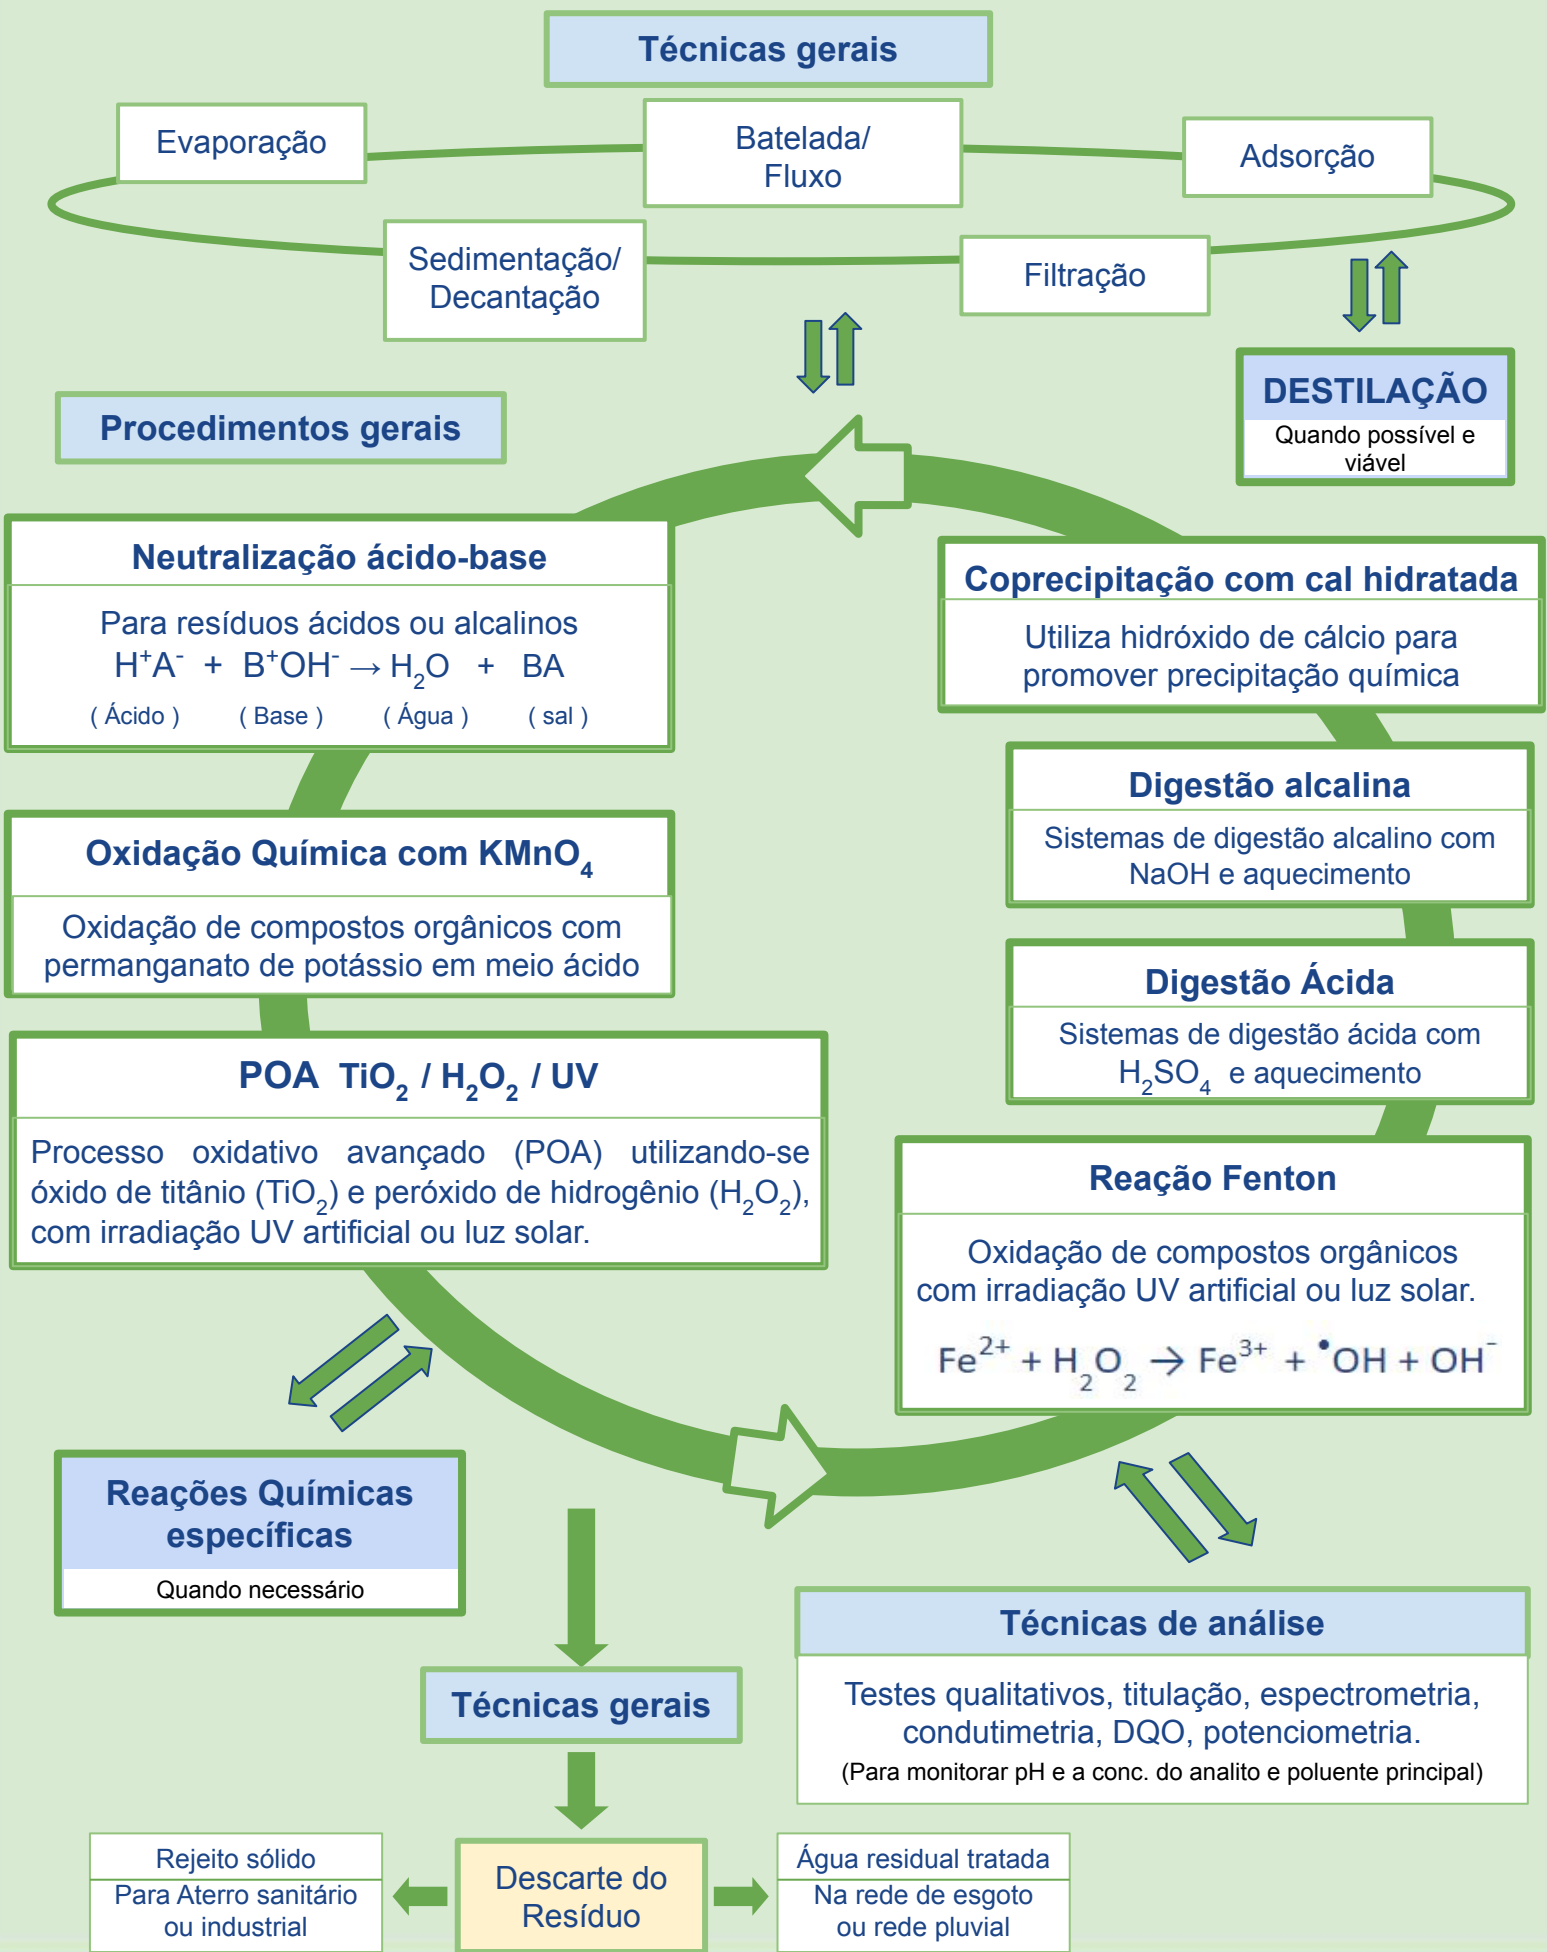 Técnicas gerais
Evaporação
Batelada/
Fluxo
Adsorção
Sedimentação/
Decantação
Filtração
DESTILAÇÃO
Quando possível e
viável
Procedimentos gerais
Neutralização ácido-base
Para resíduos ácidos ou alcalinos
H⁺A⁻ + B⁺OH⁻ → H₂O + BA
( Ácido ) ( Base ) ( Água ) ( sal )
Coprecipitação com cal hidratada
Utiliza hidróxido de cálcio para
promover precipitação química
Digestão alcalina
Sistemas de digestão alcalino com
NaOH e aquecimento
Oxidação Química com KMnO₄
Oxidação de compostos orgânicos com
permanganato de potássio em meio ácido
Digestão Ácida
Sistemas de digestão ácida com
H₂SO₄ e aquecimento
POA TiO₂ / H₂O₂ / UV
Processo oxidativo avançado (POA) utilizando-se
óxido de titânio (TiO₂) e peróxido de hidrogênio (H₂O₂),
com irradiação UV artificial ou luz solar.
Reação Fenton
Oxidação de compostos orgânicos
com irradiação UV artificial ou luz solar.
Fe²⁺ + H₂O₂ → Fe³⁺ + •OH + OH⁻
Reações Químicas
específicas
Quando necessário
Técnicas de análise
Testes qualitativos, titulação, espectrometria,
condutimetria, DQO, potenciometria.
(Para monitorar pH e a conc. do analito e poluente principal)
Técnicas gerais
Descarte do
Resíduo
Rejeito sólido
Para Aterro sanitário
ou industrial
Água residual tratada
Na rede de esgoto
ou rede pluvial